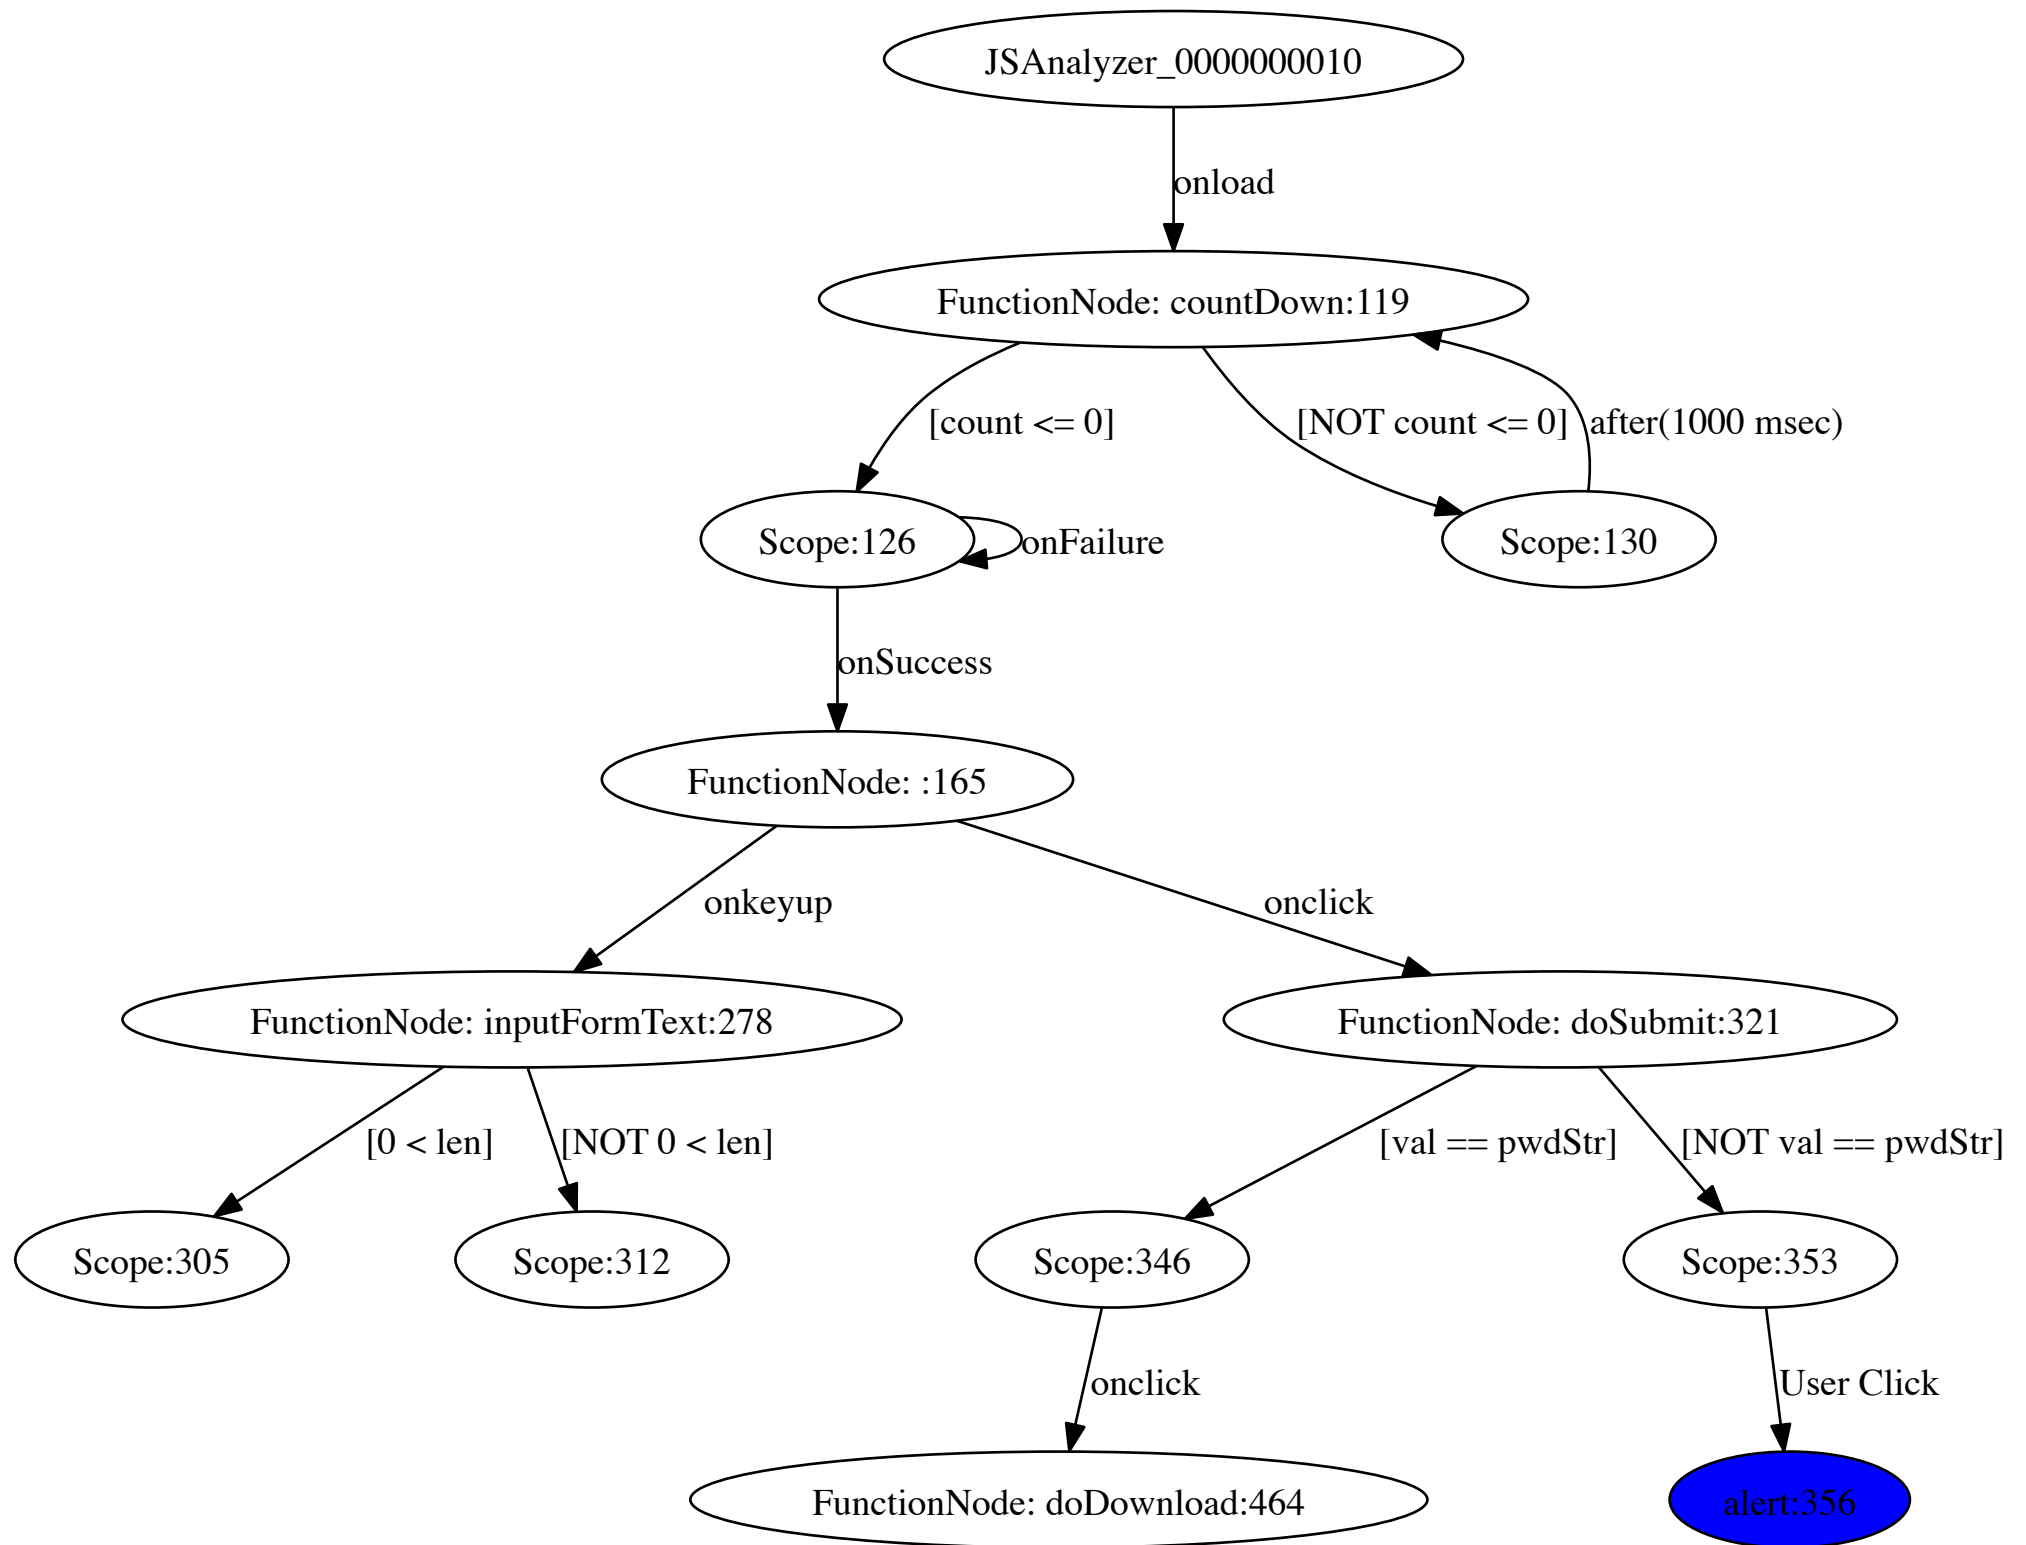 JSAnalyzer_0000000010
onload
FunctionNode: countDown:119
[count <= 0]
[NOT count <= 0]
after(1000 msec)
Scope:126
onFailure
Scope:130
onSuccess
FunctionNode: :165
onkeyup
onclick
FunctionNode: inputFormText:278
FunctionNode: doSubmit:321
[0 < len]
[NOT 0 < len]
[val == pwdStr]
[NOT val == pwdStr]
Scope:305
Scope:312
Scope:346
Scope:353
onclick
User Click
FunctionNode: doDownload:464
alert:356